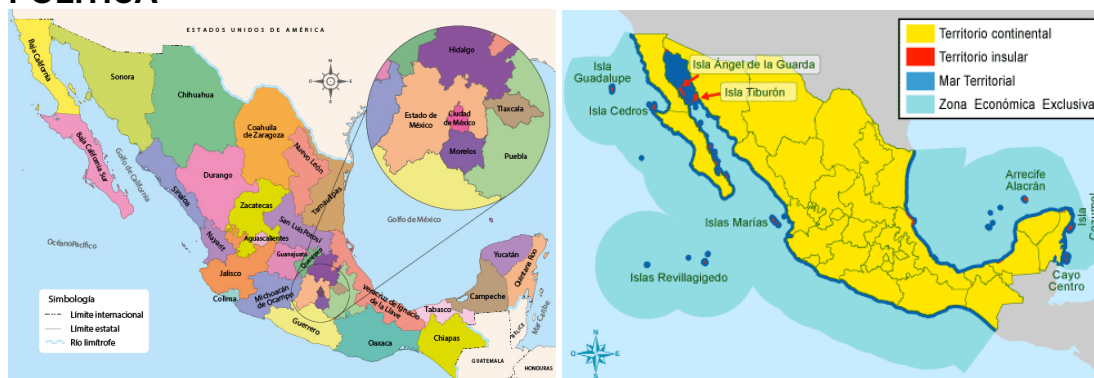 POLÍTICA
ESTADOS UNIDOS DE AMÉRICA
Baja California
Sonora
Chihuahua
Coahuila
de Zaragoza
Nuevo León
Tamaulipas
Baja California Sur
Golfo de California
Sinaloa
Durango
Zacatecas
San Luis Potosí
Nayarit
Aguascalientes
Guanajuato
Querétaro
Jalisco
Colima
Michoacán
de Ocampo
Guerrero
Oaxaca
Veracruz de Ignacio
de la Llave
Tabasco
Chiapas
Campeche
Yucatán
Quintana Roo
Golfo de México
Océano Pacífico
Mar Caribe
BELICE
GUATEMALA
HONDURAS
Hidalgo
Tlaxcala
Estado de
México
Ciudad
de México
Morelos
Puebla
Simbología
Límite internacional
Límite estatal
Río limítrofe
Territorio continental
Territorio insular
Mar Territorial
Zona Económica Exclusiva
Isla
Guadalupe
Isla Ángel de la Guarda
Isla Tiburón
Isla Cedros
Islas Marías
Islas Revillagigedo
Arrecife
Alacrán
Isla
Cozumel
Cayo
Centro
N
O
E
S